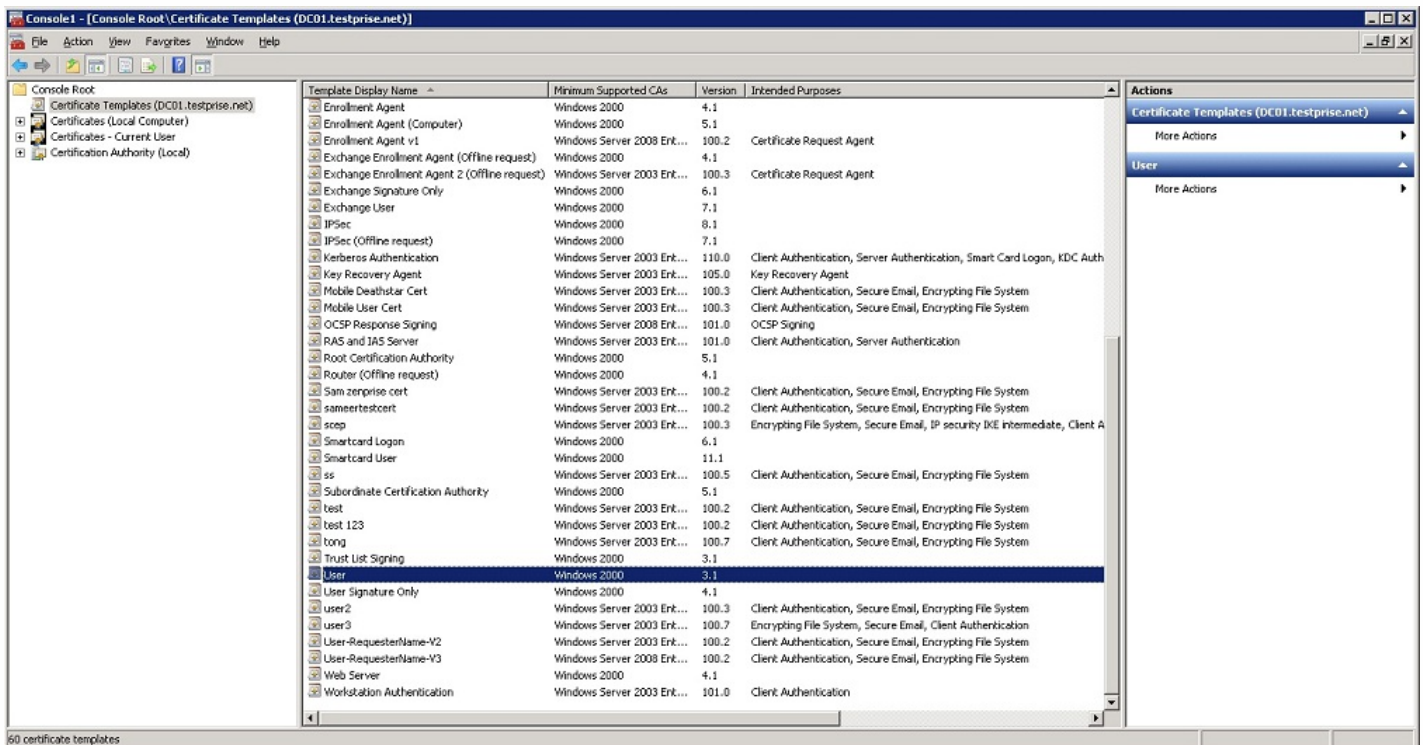 Console1 - [Console Root\Certificate Templates (DC01.testprise.net)]
File Action View Favorites Window Help
Console Root
Certificate Templates (DC01.testprise.net)
Certificates (Local Computer)
Certificates - Current User
Certification Authority (Local)
Template Display Name Minimum Supported CAs Version Intended Purposes
Enrollment Agent Windows 2000 4.1
Enrollment Agent (Computer) Windows 2000 5.1
Enrollment Agent v1 Windows Server 2008 Ent... 100.2 Certificate Request Agent
Exchange Enrollment Agent (Offline request) Windows 2000 4.1
Exchange Enrollment Agent 2 (Offline request) Windows Server 2003 Ent... 100.3 Certificate Request Agent
Exchange Signature Only Windows 2000 6.1
Exchange User Windows 2000 7.1
IPSec Windows 2000 8.1
IPSec (Offline request) Windows 2000 7.1
Kerberos Authentication Windows Server 2003 Ent... 110.0 Client Authentication, Server Authentication, Smart Card Logon, KDC Auth
Key Recovery Agent Windows Server 2003 Ent... 105.0 Key Recovery Agent
Mobile Deathstar Cert Windows Server 2003 Ent... 100.3 Client Authentication, Secure Email, Encrypting File System
Mobile User Cert Windows Server 2003 Ent... 100.3 Client Authentication, Secure Email, Encrypting File System
OCSP Response Signing Windows Server 2008 Ent... 101.0 OCSP Signing
RAS and IAS Server Windows Server 2003 Ent... 101.0 Client Authentication, Server Authentication
Root Certification Authority Windows 2000 5.1
Router (Offline request) Windows 2000 4.1
Sam zenprise cert Windows Server 2003 Ent... 100.2 Client Authentication, Secure Email, Encrypting File System
sameertestcert Windows Server 2003 Ent... 100.2 Client Authentication, Secure Email, Encrypting File System
scep Windows Server 2003 Ent... 100.3 Encrypting File System, Secure Email, IP security IKE intermediate, Client A
Smartcard Logon Windows 2000 6.1
Smartcard User Windows 2000 11.1
ss Windows Server 2003 Ent... 100.5 Client Authentication, Secure Email, Encrypting File System
Subordinate Certification Authority Windows 2000 5.1
test Windows Server 2003 Ent... 100.2 Client Authentication, Secure Email, Encrypting File System
test 123 Windows Server 2003 Ent... 100.2 Client Authentication, Secure Email, Encrypting File System
tong Windows Server 2003 Ent... 100.7 Client Authentication, Secure Email, Encrypting File System
Trust List Signing Windows 2000 3.1
User Windows 2000 3.1
User Signature Only Windows 2000 4.1
user2 Windows Server 2003 Ent... 100.3 Client Authentication, Secure Email, Encrypting File System
user3 Windows Server 2003 Ent... 100.7 Encrypting File System, Secure Email, Client Authentication
User-RequesterName-V2 Windows Server 2003 Ent... 100.2 Client Authentication, Secure Email, Encrypting File System
User-RequesterName-V3 Windows Server 2008 Ent... 100.2 Client Authentication, Secure Email, Encrypting File System
Web Server Windows 2000 4.1
Workstation Authentication Windows Server 2003 Ent... 101.0 Client Authentication
Actions
Certificate Templates (DC01.testprise.net)
More Actions
User
More Actions
60 certificate templates